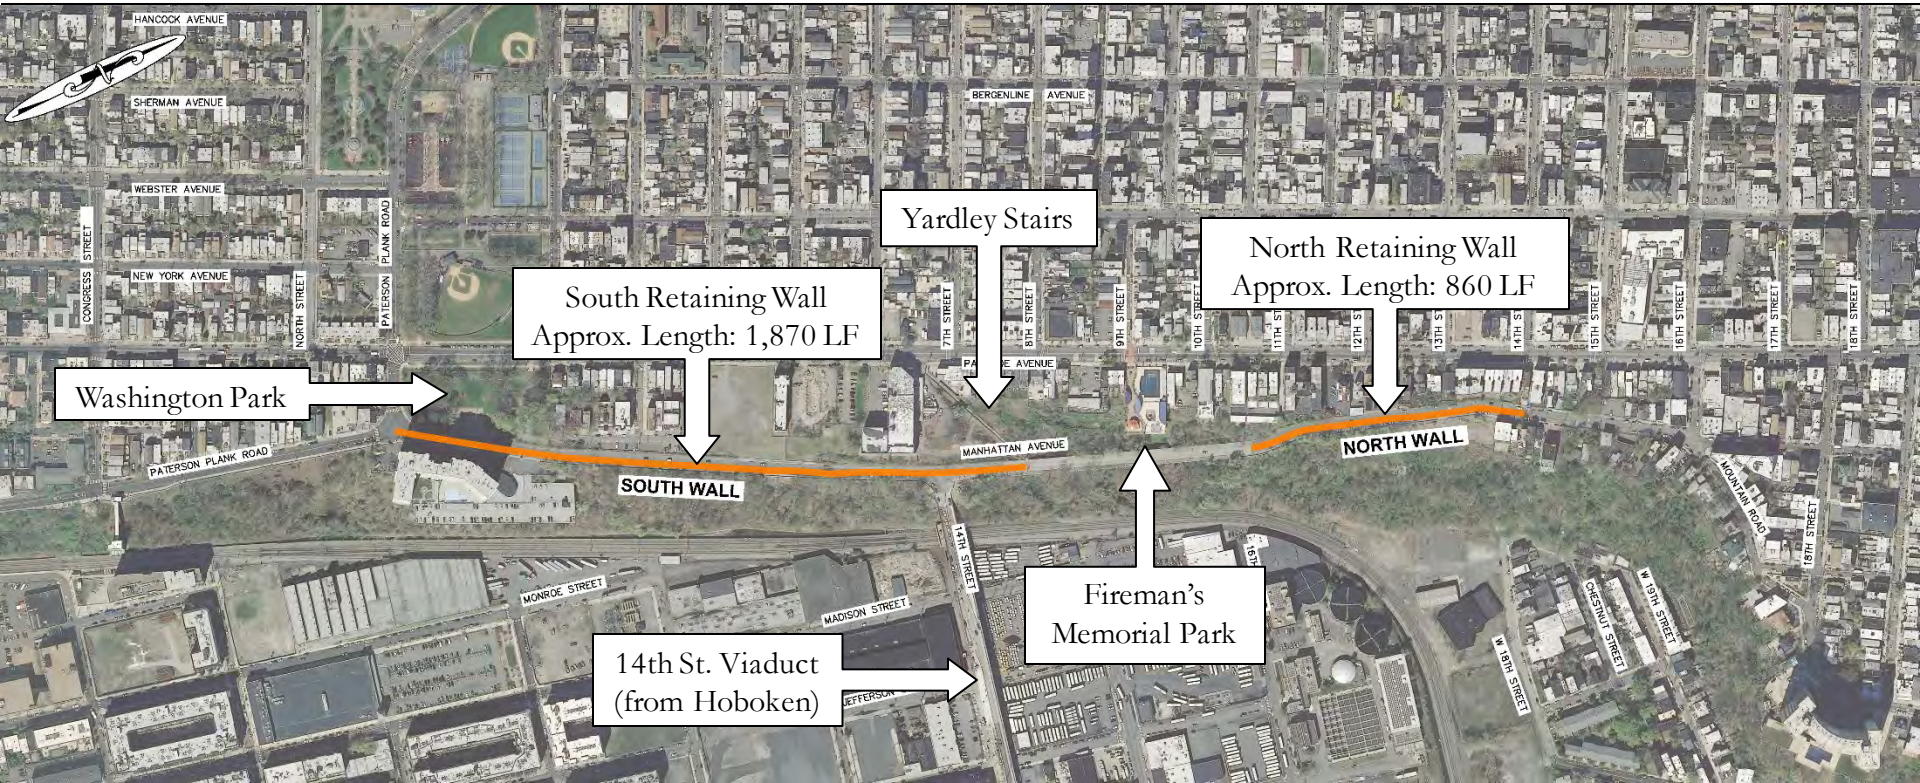 HANCOCK AVENUE
SHERMAN AVENUE
BERGENLINE AVENUE
WEBSTER AVENUE
CONGRESS STREET
NEW YORK AVENUE
NORTH STREET
PATERSON PLANK ROAD
Yardley Stairs
North Retaining Wall
Approx. Length: 860 LF
South Retaining Wall
Approx. Length: 1,870 LF
7TH STREET
8TH STREET
9TH STREET
10TH STREET
11TH
12TH ST
13TH
14TH ST
15TH STREET
16TH STREET
17TH STREET
18TH STREET
AVENUE
Washington Park
MANHATTAN AVENUE
NORTH WALL
PATERSON PLANK ROAD
SOUTH WALL
MOUNTAIN ROAD
18TH STREET
14TH STREET
16TH
MONROE STREET
MADISON STREET
Fireman's
Memorial Park
CHESTNUT STREET
W 19TH STREET
W 18TH STREET
14th St. Viaduct
(from Hoboken)
JEFFERSON